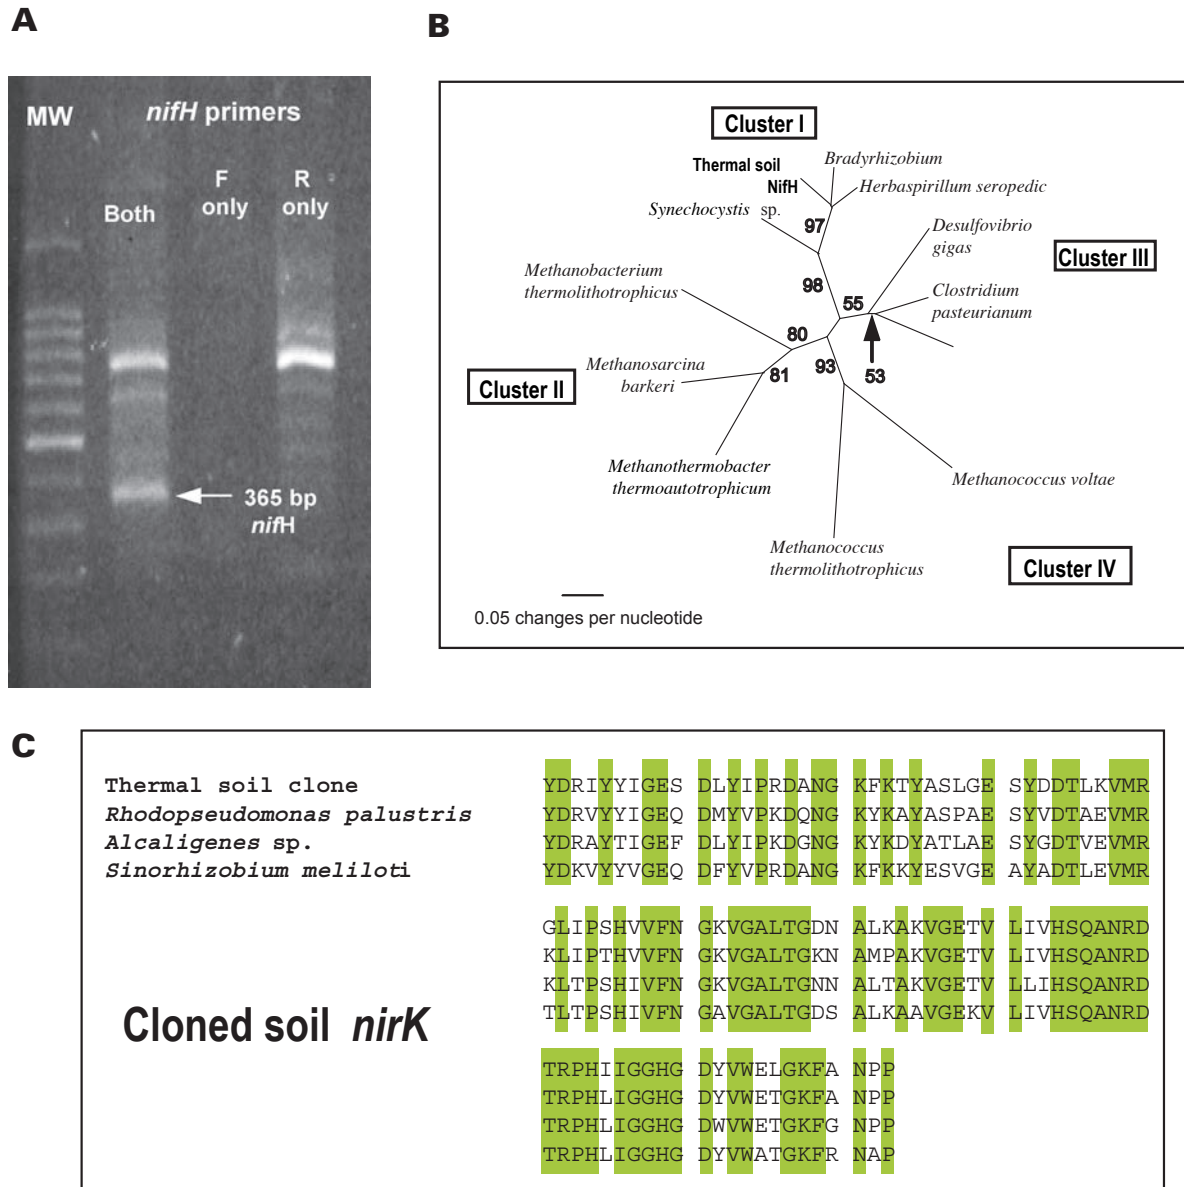 A
MW
nifH primers
Both
F only
R only
365 bp
nifH
B
Cluster I
Thermal soil
NifH
Bradyrhizobium
Herbaspirillum seropedic
Synechocystis sp.
97
Desulfovibrio
gigas
Cluster III
Methanobacterium
thermolithotrophicus
98
55
Clostridium
pasteurianum
80
Methanosarcina
barkeri
81
93
53
Cluster II
Methanothermobacter
thermoautotrophicum
Methanococcus voltae
Methanococcus
thermolithotrophicus
Cluster IV
0.05 changes per nucleotide
C
Thermal soil clone YDRIYYIGES DLYIPRDANG KFKTYASLGE SYDDTLKVMR
Rhodopseudomonas palustris YDRVYYIGEQ DMYVPKDQNG KYKAYASPAE SYVDTAEVMR
Alcaligenes sp. YDRAYTIGEF DLYIPKDGNG KYKDYATLAE SYGDTVEVMR
Sinorhizobium meliloti YDKVYYVGEQ DFYVPRDANG KFKKYESVGE AYADTLEVMR
GLIPSHVVFN GKVGALTGDN ALKAKVGETV LIVHSQANRD
KLIPTHVVFN GKVGALTGKN AMPAKVGETV LIVHSQANRD
KLTPSHIVFN GKVGALTGNN ALTAKVGETV LLIHSQANRD
TLTPSHIVFN GAVGALTGDS ALKAAVGEKV LIVHSQANRD
Cloned soil nirK
TRPHIIGGHG DYVWELGKFA NPP
TRPHLIGGHG DYVWETGKFA NPP
TRPHLIGGHG DWVWETGKFG NPP
TRPHLIGGHG DYVWATGKFR NAP